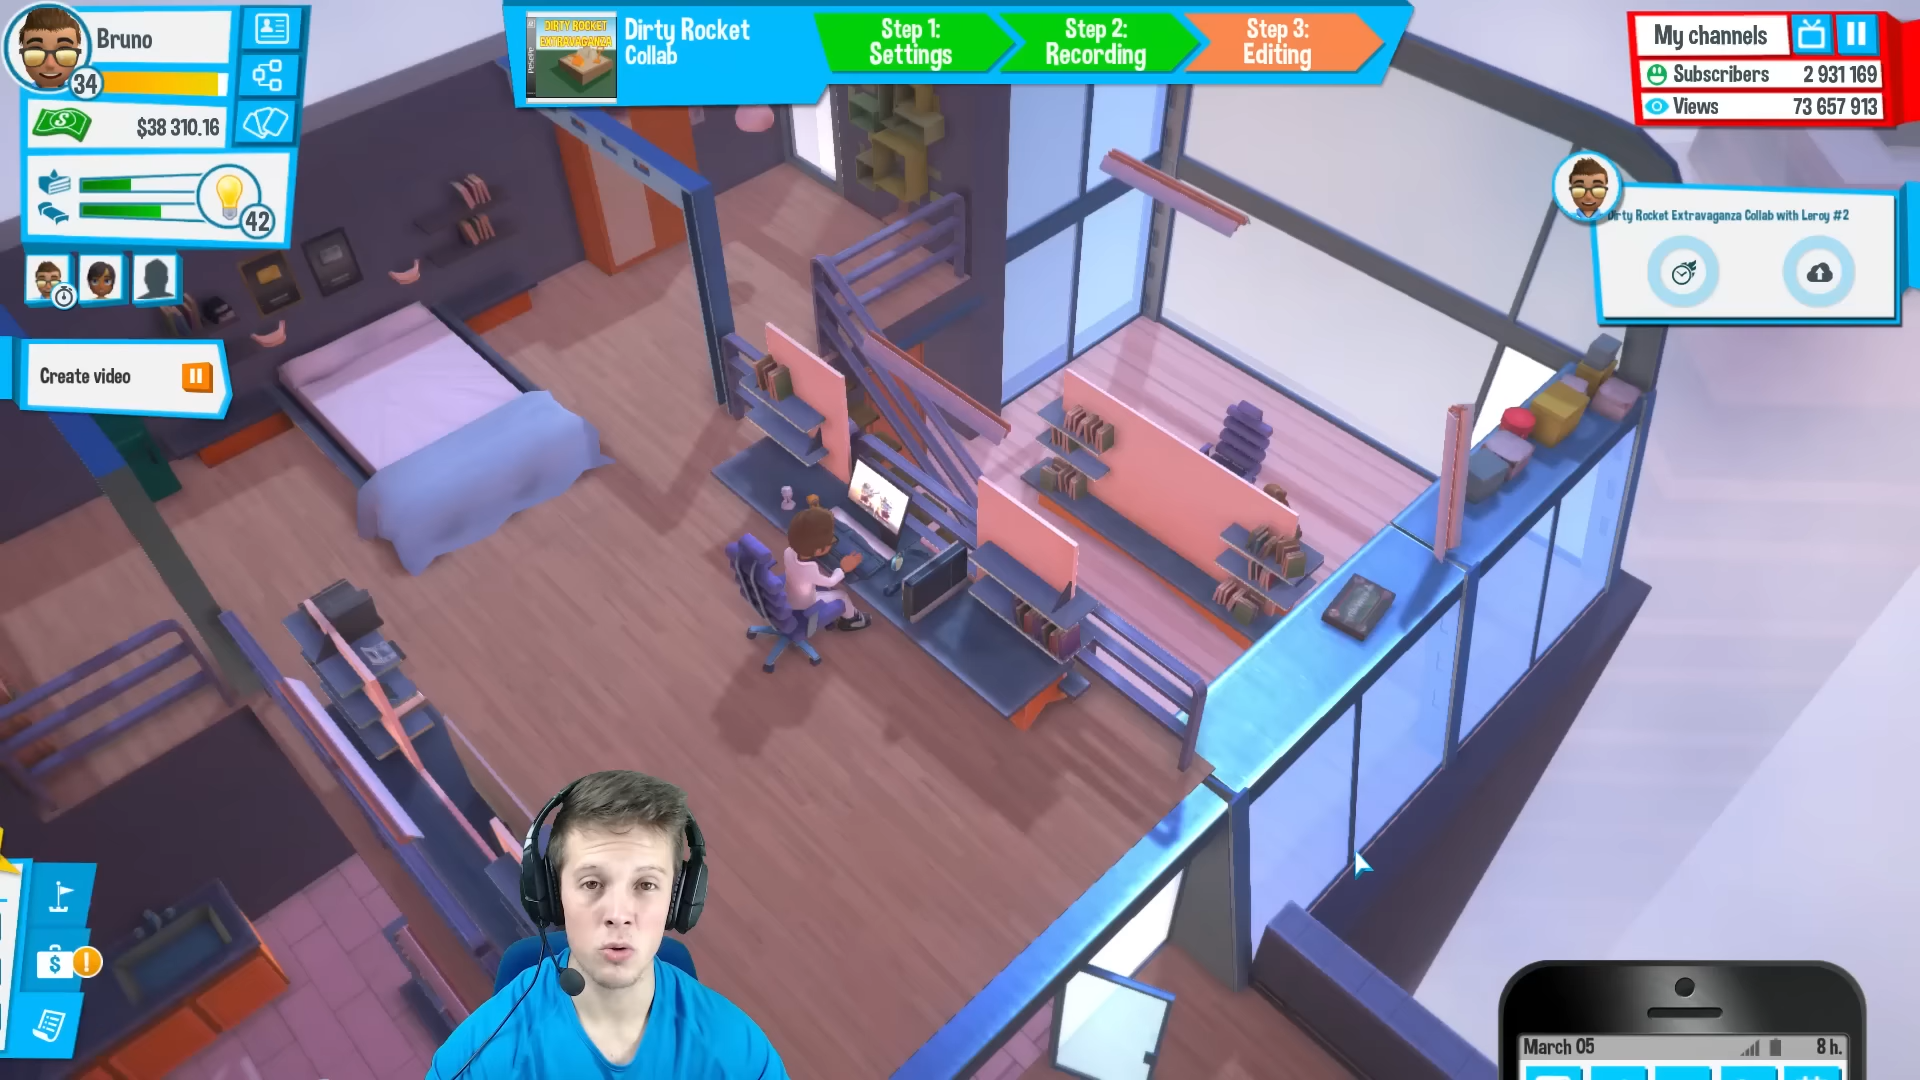 Bruno
34
$38 310.16
42
Create video
DIRTY ROCKET
EXTRAVAGANZA
Dirty Rocket
Collab
Step 1:
Settings
Step 2:
Recording
Step 3:
Editing
My channels
Subscribers 2 931 169
Views 73 657 913
Dirty Rocket Extravaganza Collab with Leroy #2
March 05 8 h.